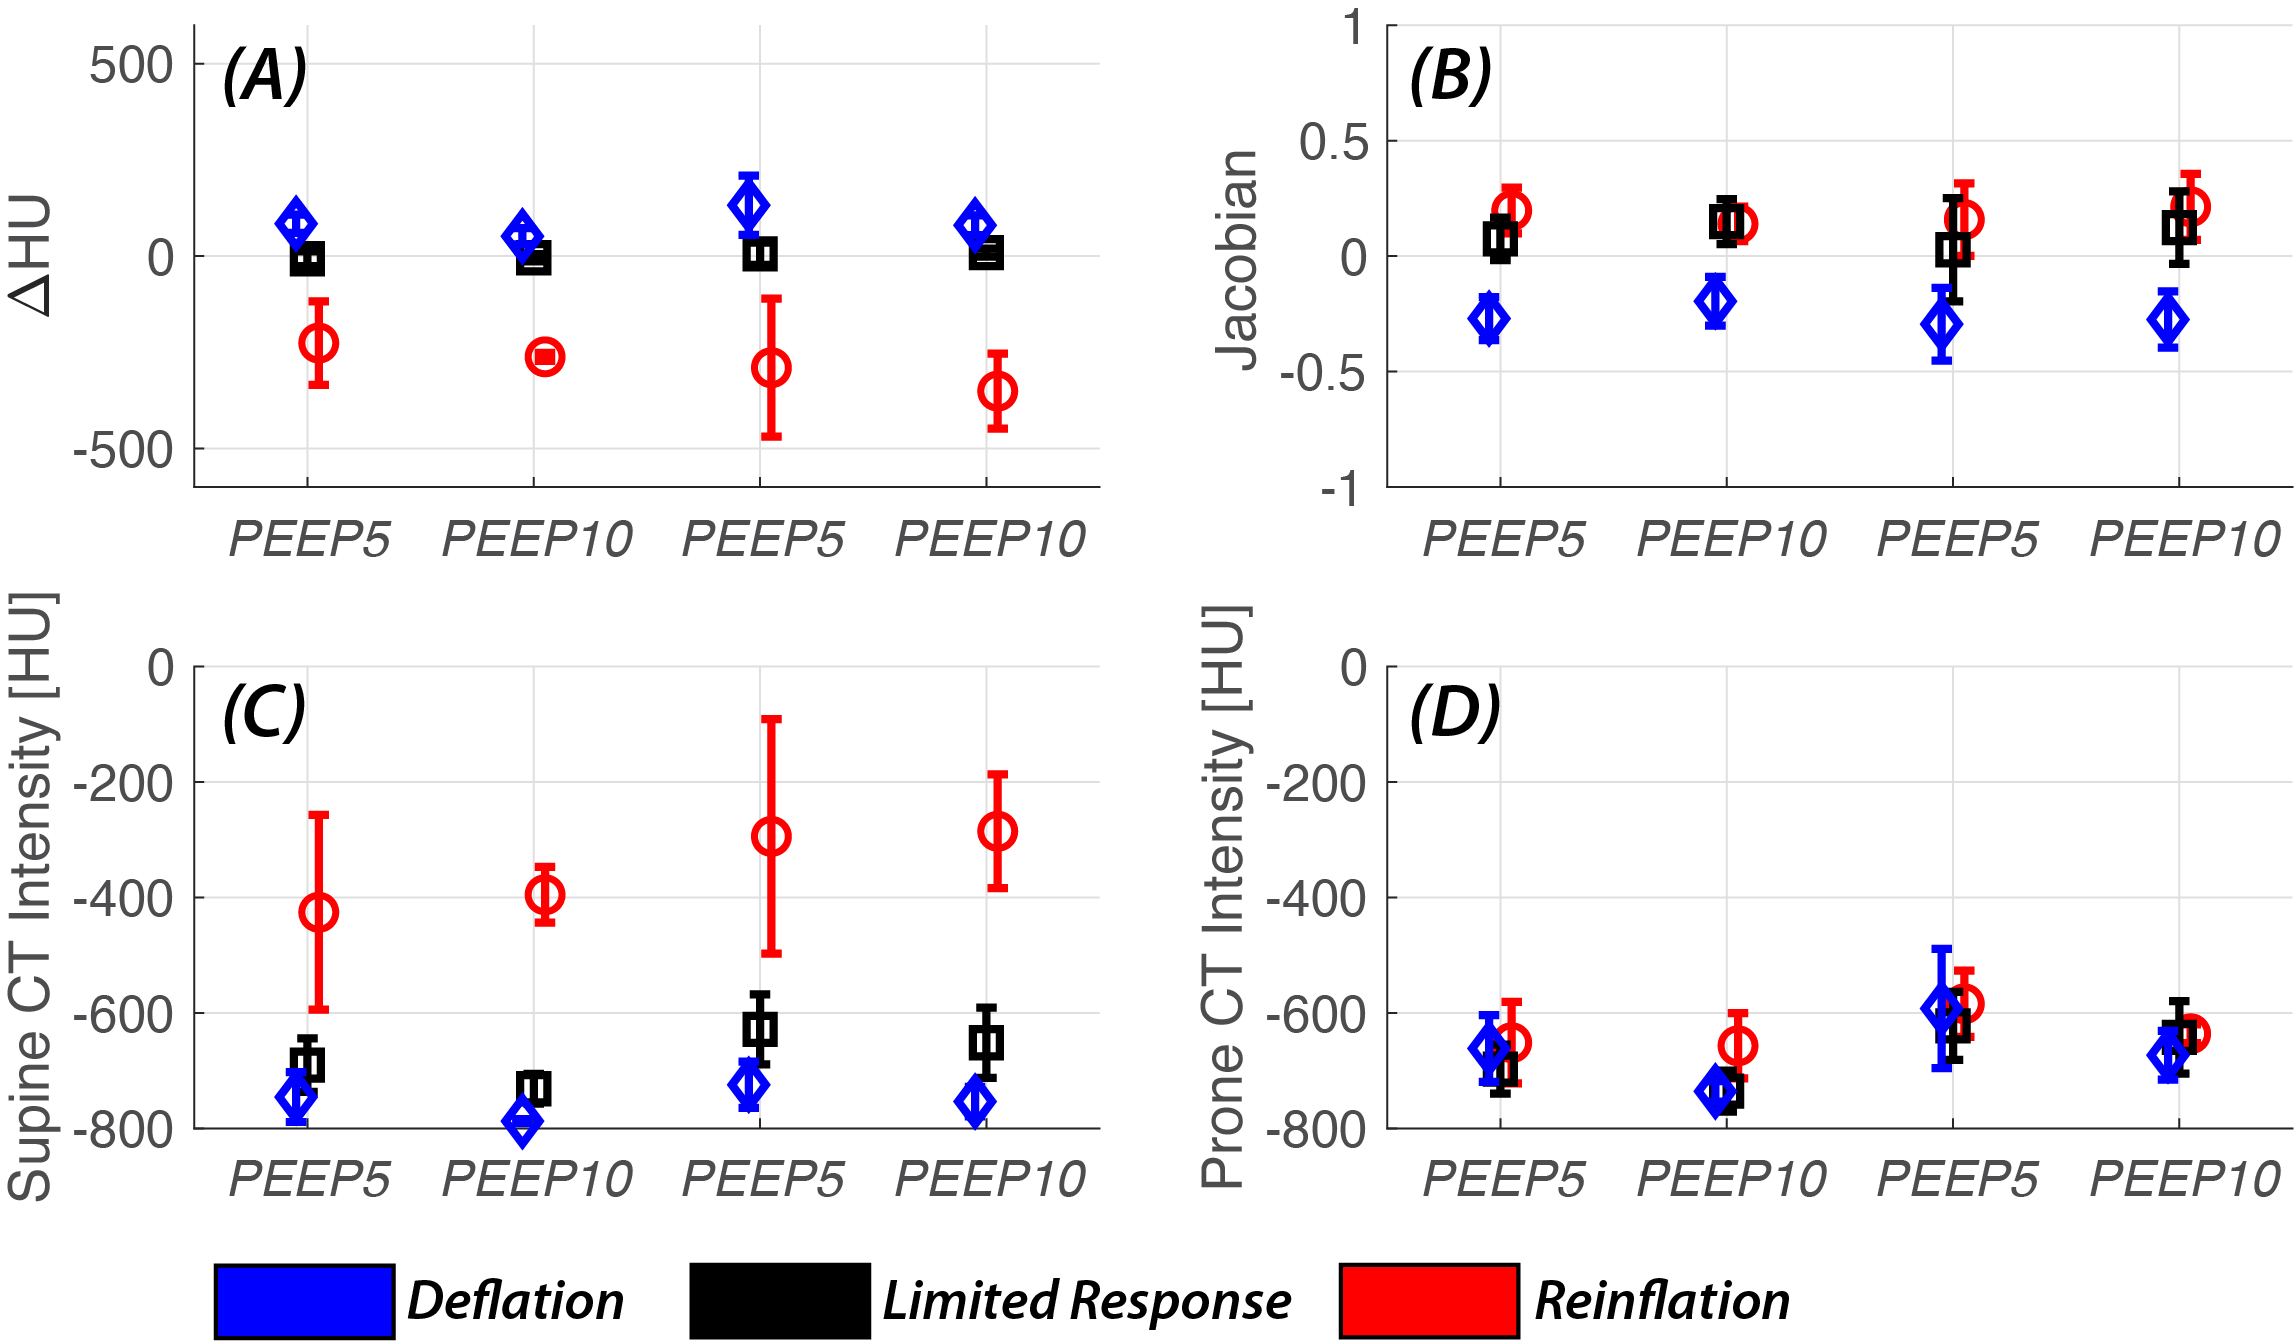 (A)
ΔHU
500
0
-500
PEEP5 PEEP10 PEEP5 PEEP10
(B)
Jacobian
1
0.5
0
-0.5
-1
PEEP5 PEEP10 PEEP5 PEEP10
(C)
Supine CT Intensity [HU]
0
-200
-400
-600
-800
PEEP5 PEEP10 PEEP5 PEEP10
(D)
Prone CT Intensity [HU]
0
-200
-400
-600
-800
PEEP5 PEEP10 PEEP5 PEEP10
Deflation Limited Response Reinflation